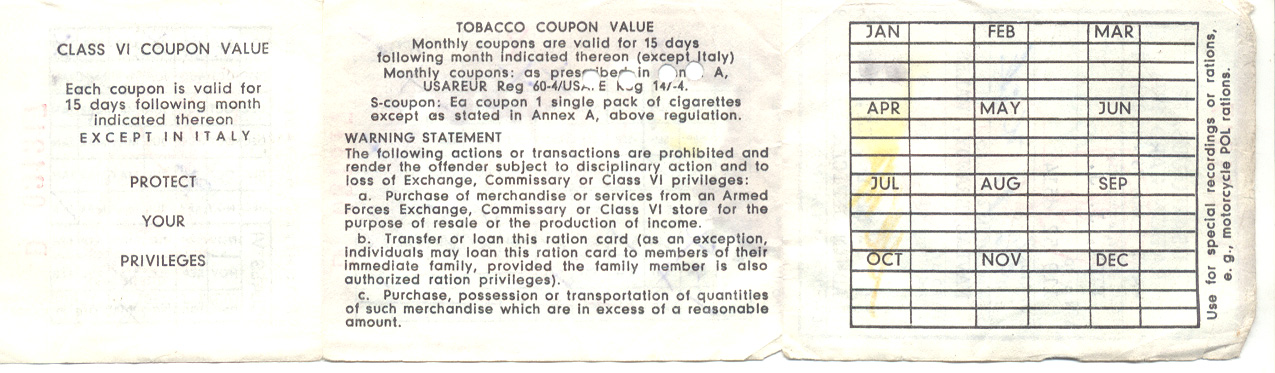 CLASS VI COUPON VALUE
Each coupon is valid for
15 days following month
indicated thereon
EXCEPT IN ITALY
PROTECT
YOUR
PRIVILEGES
TOBACCO COUPON VALUE
Monthly coupons are valid for 15 days
following month indicated thereon (except Italy)
Monthly coupons: as prescribed in A,
USAREUR Reg 60-4/USA E Reg 14/-4.
S-coupon: Ea coupon 1 single pack of cigarettes
except as stated in Annex A, above regulation.
WARNING STATEMENT
The following actions or transactions are prohibited and
render the offender subject to disciplinary action and to
loss of Exchange, Commissary or Class VI privileges:
a. Purchase of merchandise or services from an Armed
Forces Exchange, Commissary or Class VI store for the
purpose of resale or the production of income.
b. Transfer or loan this ration card (as an exception,
individuals may loan this ration card to members of their
immediate family, provided the family member is also
authorized ration privileges).
c. Purchase, possession or transportation of quantities
of such merchandise which are in excess of a reasonable
amount.
JAN FEB MAR
APR MAY JUN
JUL AUG SEP
OCT NOV DEC
Use for special recordings or rations,
e. g., motorcycle POL rations.